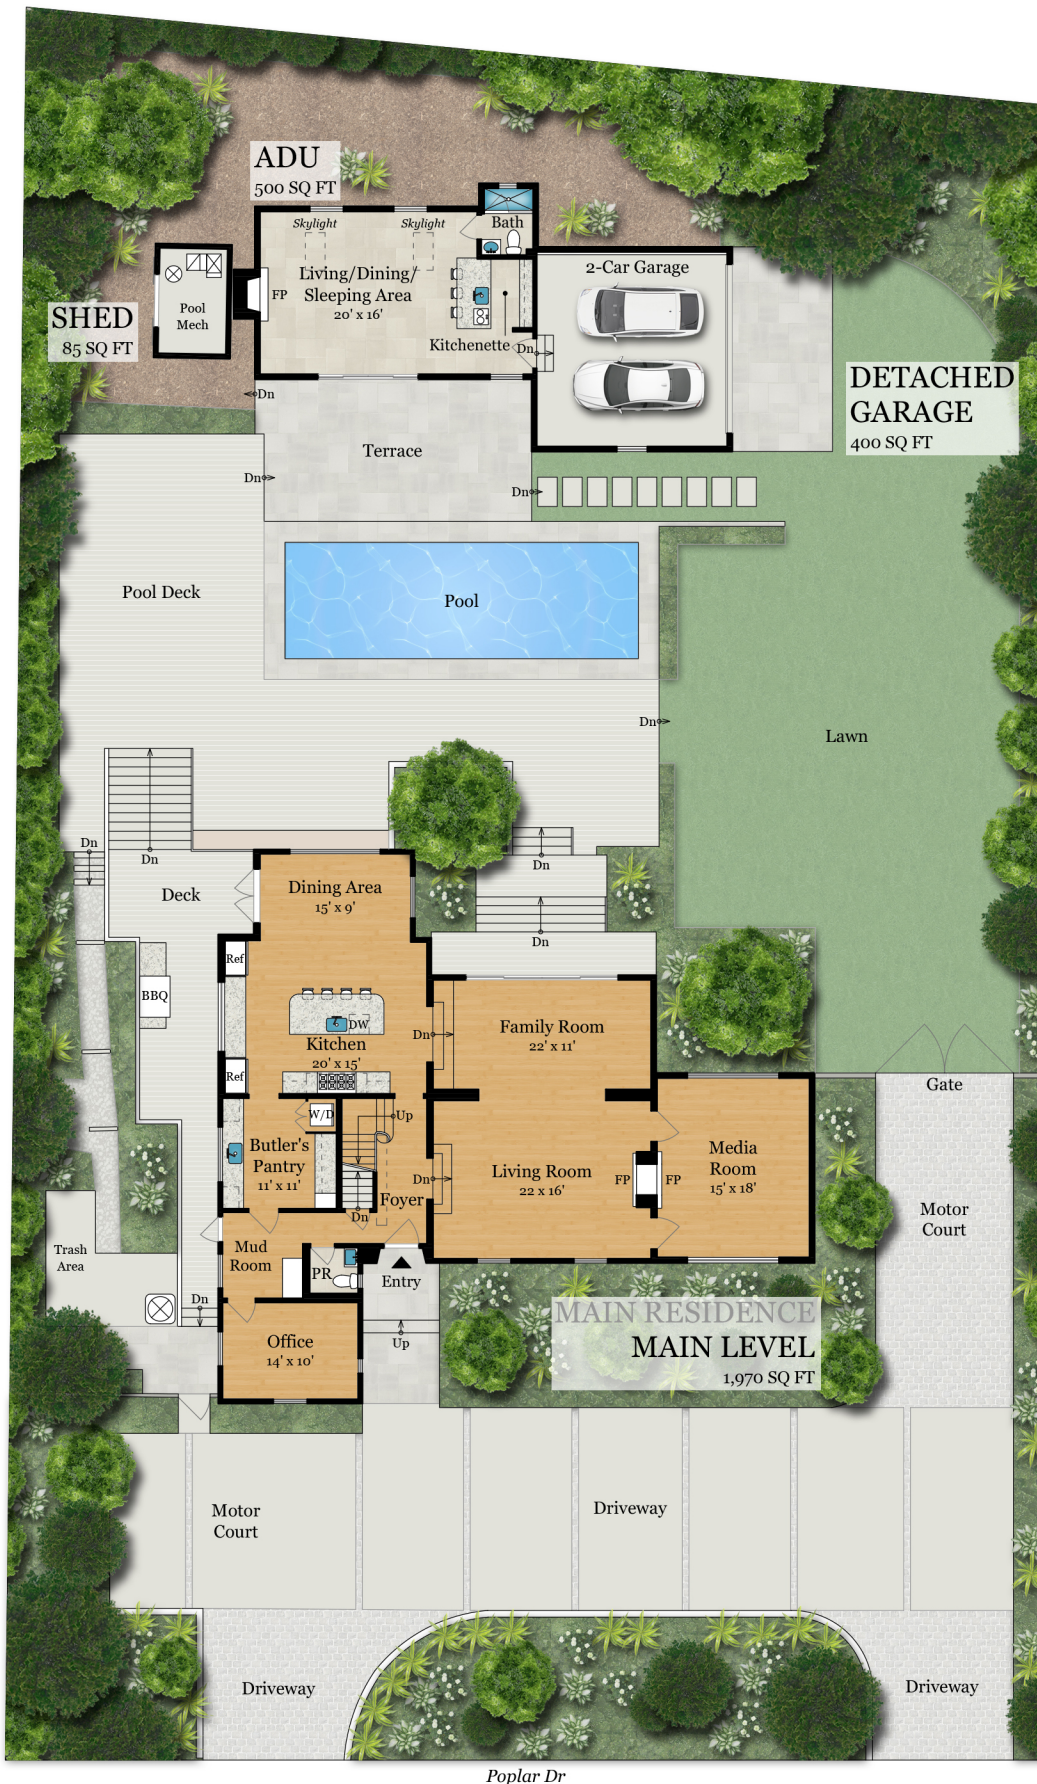 ADU
500 SQ FT
Skylight
Skylight
Bath
2-Car Garage
Living/Dining/
Sleeping Area
20' x 16'
FP
Pool
Mech
SHED
85 SQ FT
Kitchenette
Dn
DETACHED
GARAGE
400 SQ FT
Dn
Terrace
Dn
Dn
Pool Deck
Pool
Dn
Lawn
Dn
Dn
Dn
Deck
Dining Area
15' x 9'
Dn
Ref
BBQ
DW
Kitchen
20' x 15'
Dn
Family Room
22' x 11'
Ref
Gate
W/D
Up
Butler's
Pantry
11' x 11'
Foyer
Dn
Dn
Living Room
22 x 16'
FP
FP
Media
Room
15' x 18'
Motor
Court
Trash
Area
Mud
Room
PR
Entry
Dn
Up
Office
14' x 10'
MAIN RESIDENCE
MAIN LEVEL
1,970 SQ FT
Motor
Court
Driveway
Driveway
Driveway
Poplar Dr